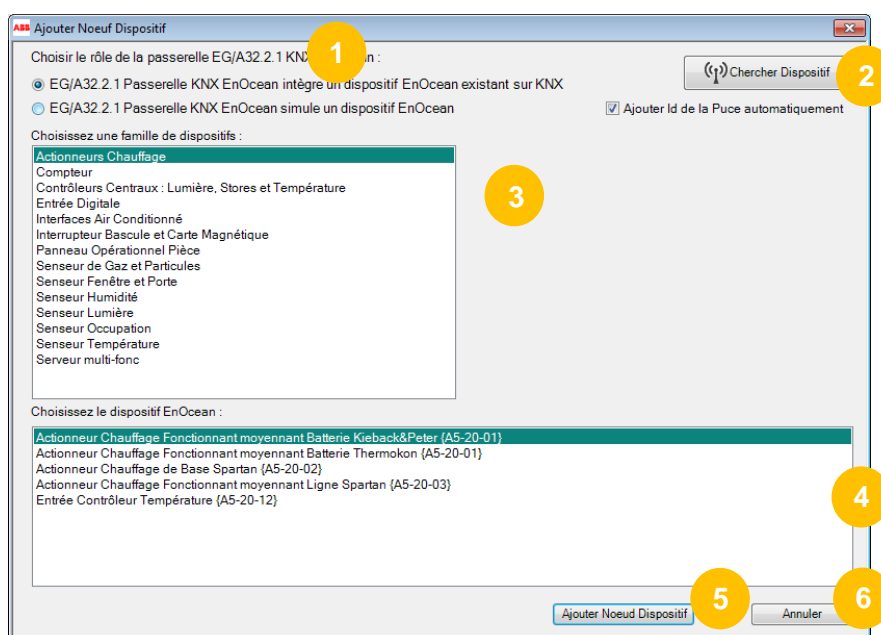 ABB Ajouter Noeuf Dispositif
Choisir le rôle de la passerelle EG/A32.2.1 KN 1 n :
EG/A32.2.1 Passerelle KNX EnOcean intègre un dispositif EnOcean existant sur KNX
Chercher Dispositif 2
EG/A32.2.1 Passerelle KNX EnOcean simule un dispositif EnOcean
Ajouter Id de la Puce automatiquement
Choisissez une famille de dispositifs :
Actionneurs Chauffage
Compteur
Contrôleurs Centraux : Lumière, Stores et Température
Entrée Digitale
Interfaces Air Conditionné
Interrupteur Bascule et Carte Magnétique
Panneau Opérationnel Pièce
Senseur de Gaz et Particules
Senseur Fenêtre et Porte
Senseur Humidité
Senseur Lumière
Senseur Occupation
Senseur Température
Serveur multi-fonc
3
Choisissez le dispositif EnOcean :
Actionneur Chauffage Fonctionnant moyennant Batterie Kieback&Peter {A5-20-01}
Actionneur Chauffage Fonctionnant moyennant Batterie Thermokon {A5-20-01}
Actionneur Chauffage de Base Spartan {A5-20-02}
Actionneur Chauffage Fonctionnant moyennant Ligne Spartan {A5-20-03}
Entrée Contrôleur Température {A5-20-12}
4
Ajouter Noeud Dispositif 5
Annuler 6